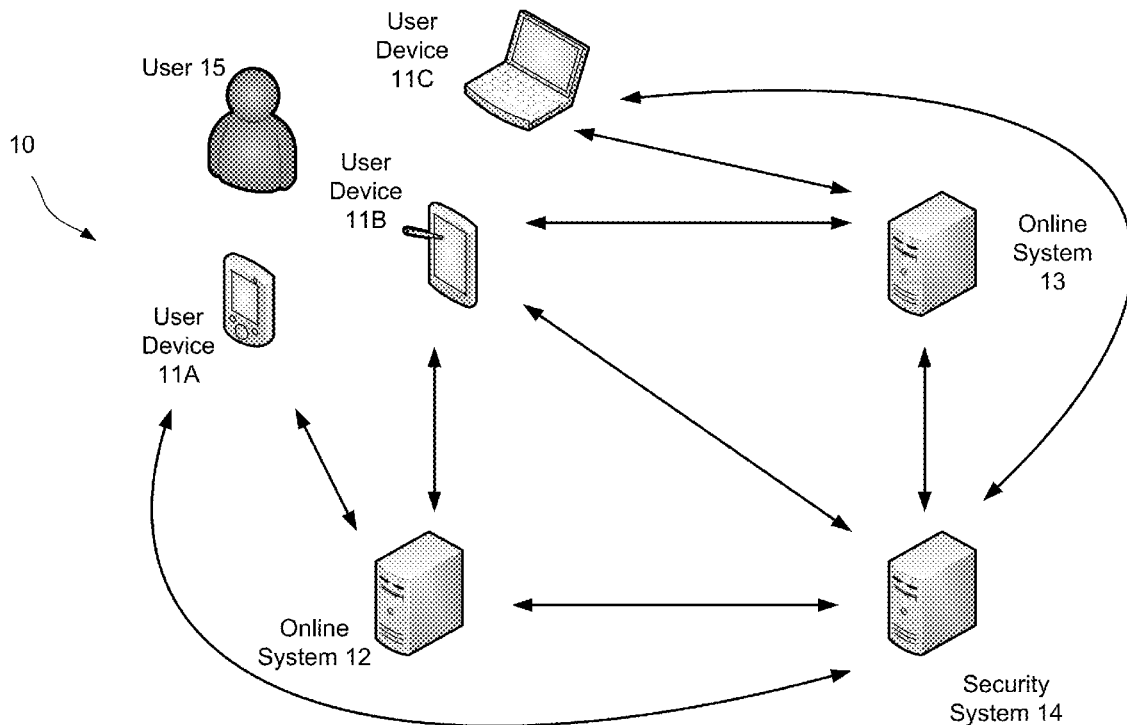 User
Device
11C
User 15
10
User
Device
11B
Online
System
13
User
Device
11A
Online
System 12
Security
System 14